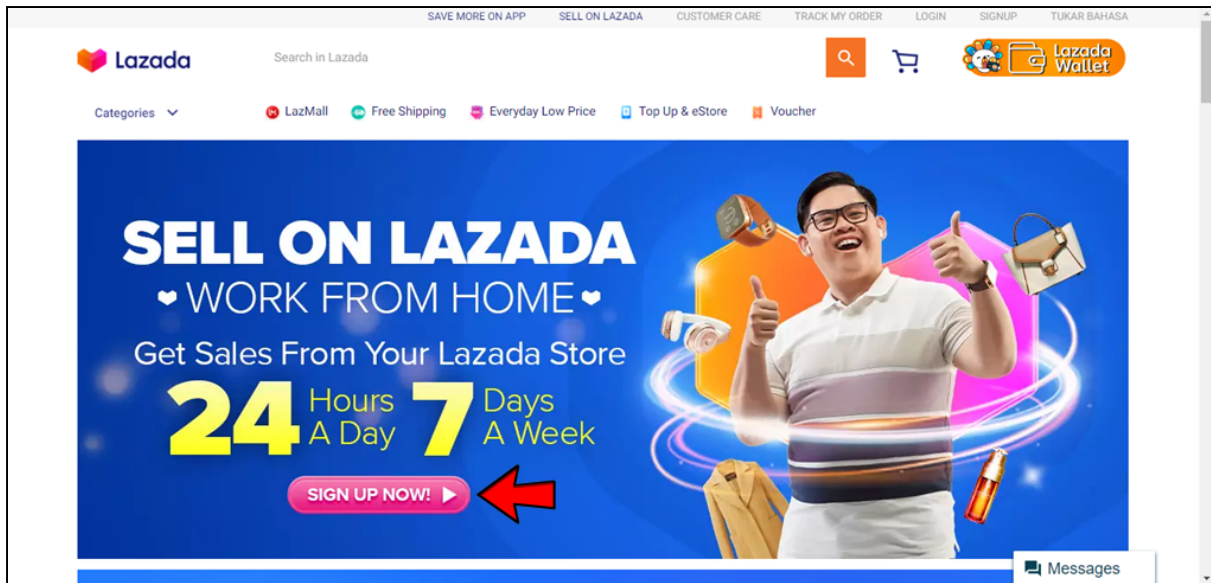 SAVE MORE ON APP SELL ON LAZADA CUSTOMER CARE TRACK MY ORDER LOGIN SIGNUP TUKAR BAHASA
Lazada
Search in Lazada
Lazada
Wallet
Categories
LazMall Free Shipping Everyday Low Price Top Up & eStore Voucher
SELL ON LAZADA
WORK FROM HOME
Get Sales From Your Lazada Store
24 Hours A Day 7 Days A Week
SIGN UP NOW!
Messages